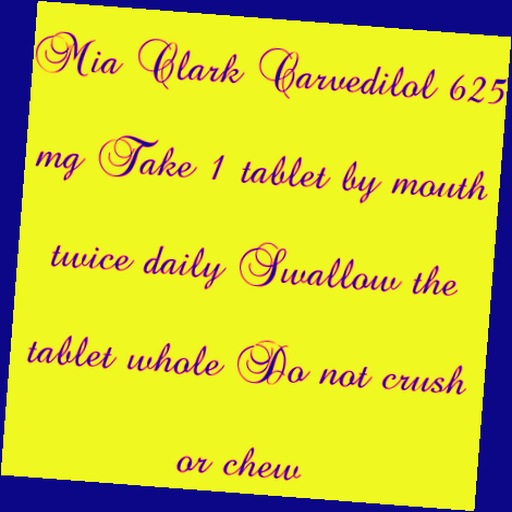 Mia Clark Carvedilol 625
mg Take 1 tablet by mouth
twice daily Swallow the
tablet whole Do not crush
or chew